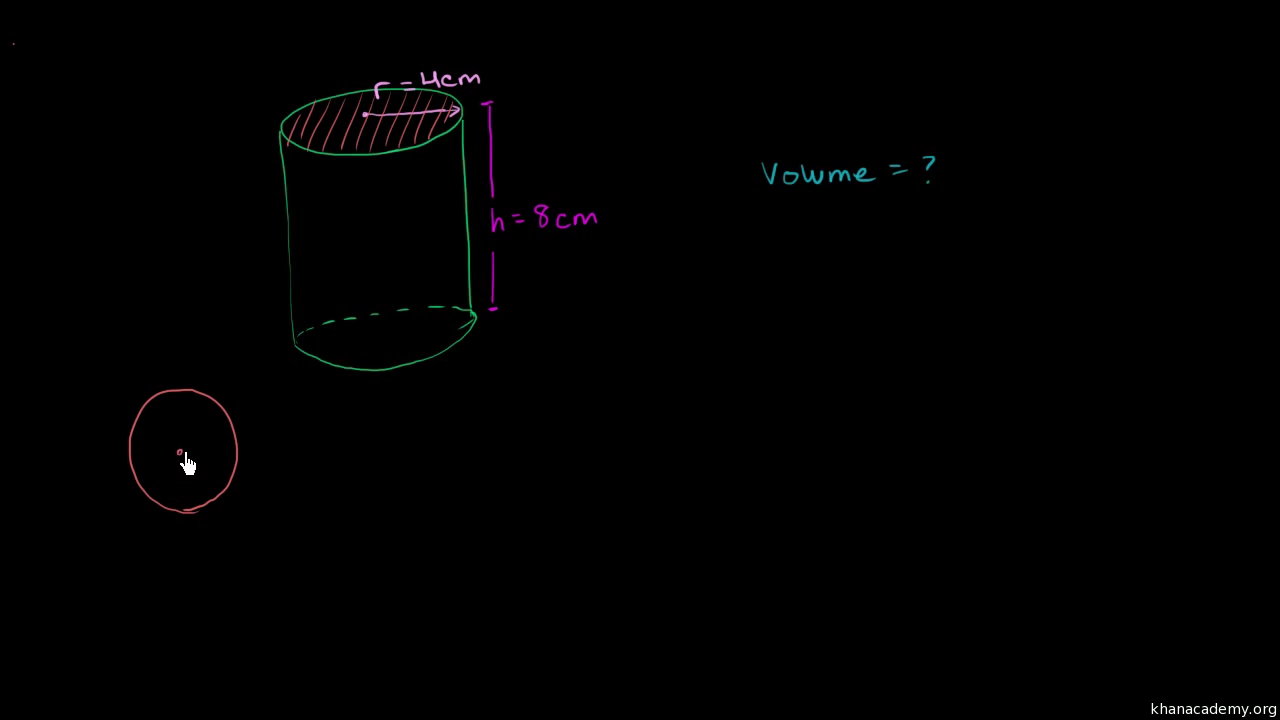 r = 4cm
Volume = ?
h = 8cm
khanacademy.org